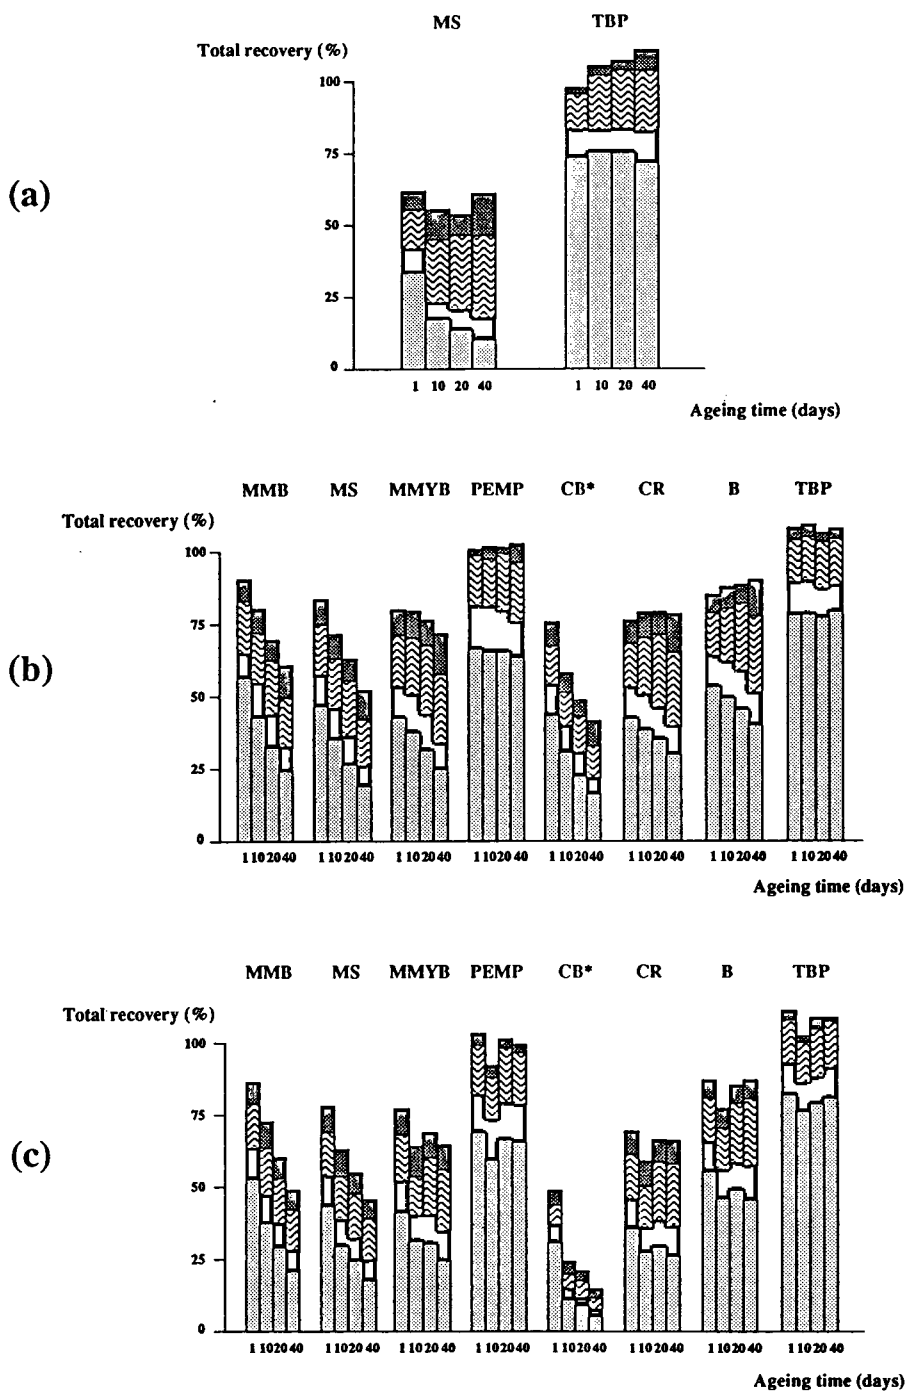 MS TBP
Total recovery (%)
100
75
(a)
50
25
0
1 10 20 40 1 10 20 40
Ageing time (days)
MMB MS MMYB PEMP CB* CR B TBP
Total recovery (%)
100
75
(b)
50
25
0
1 10 20 40 1 10 20 40 1 10 20 40 1 10 20 40 1 10 20 40 1 10 20 40 1 10 20 40 1 10 20 40
Ageing time (days)
MMB MS MMYB PEMP CB* CR B TBP
Total recovery (%)
100
75
(c)
50
25
0
1 10 20 40 1 10 20 40 1 10 20 40 1 10 20 40 1 10 20 40 1 10 20 40 1 10 20 40 1 10 20 40
Ageing time (days)